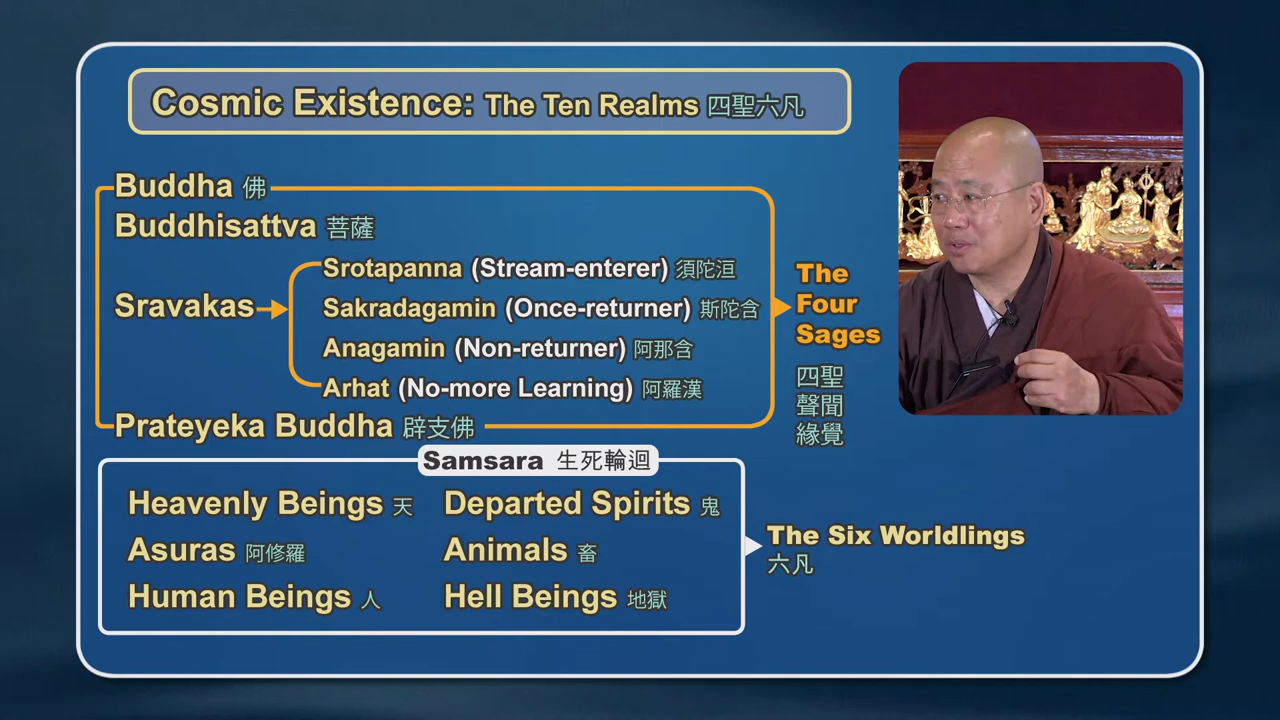 Cosmic Existence: The Ten Realms 四聖六凡
Buddha 佛
Buddhisattva 菩薩
Sravakas
Srotapanna (Stream-enterer) 須陀洹
Sakradagamin (Once-returner) 斯陀含
Anagamin (Non-returner) 阿那含
Arhat (No-more Learning) 阿羅漢
Prateyeka Buddha 辟支佛
The
Four
Sages
四聖
聲聞
緣覺
Samsara 生死輪迴
Heavenly Beings 天
Departed Spirits 鬼
Asuras 阿修羅
Animals 畜
Human Beings 人
Hell Beings 地獄
The Six Worldlings
六凡